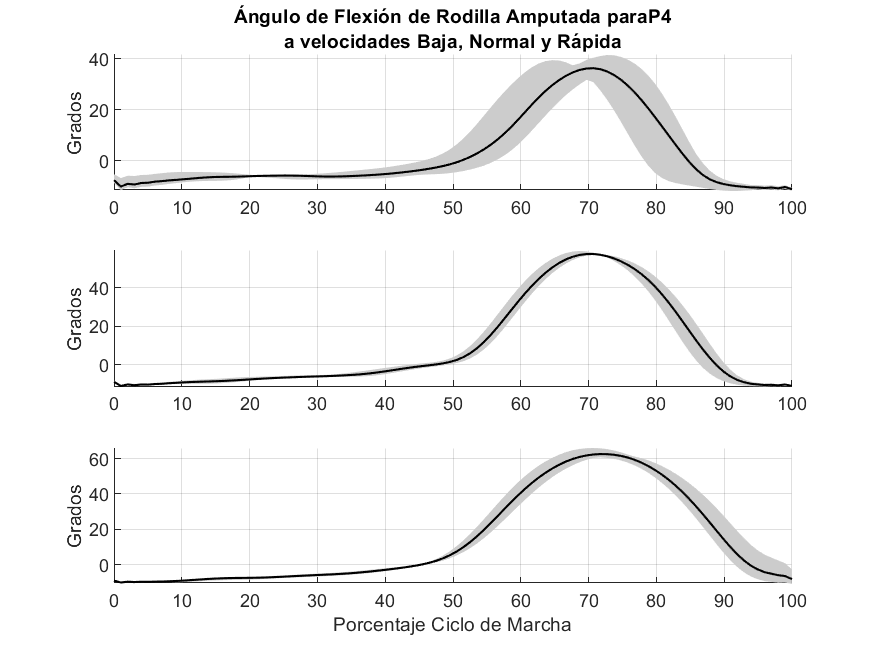 Ángulo de Flexión de Rodilla Amputada paraP4
a velocidades Baja, Normal y Rápida
40
20
0
Grados
0 10 20 30 40 50 60 70 80 90 100
40
20
0
Grados
0 10 20 30 40 50 60 70 80 90 100
60
40
20
0
Grados
0 10 20 30 40 50 60 70 80 90 100
Porcentaje Ciclo de Marcha